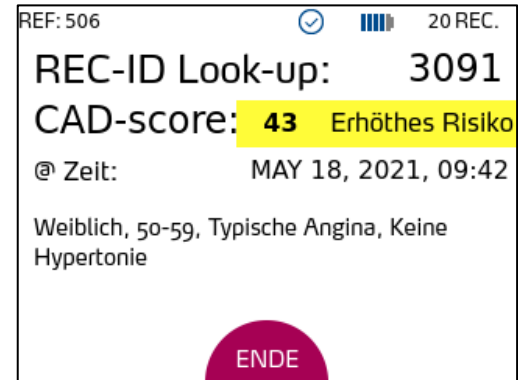 REF: 506 20 REC.
REC-ID Look-up: 3091
CAD-score: 43 Erhöthes Risiko
@ Zeit: MAY 18, 2021, 09:42
Weiblich, 50-59, Typische Angina, Keine
Hypertonie
ENDE